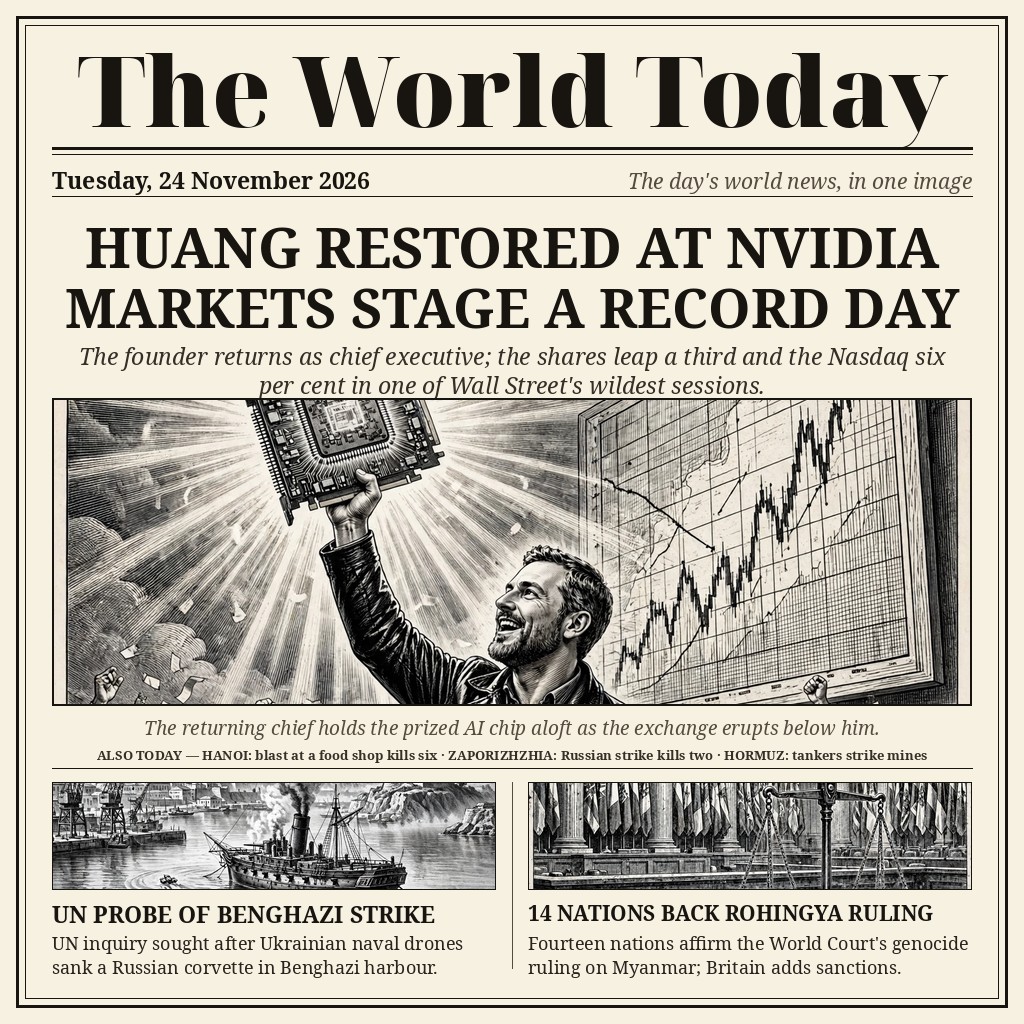 The World Today
Tuesday, 24 November 2026
The day's world news, in one image
HUANG RESTORED AT NVIDIA
MARKETS STAGE A RECORD DAY
The founder returns as chief executive; the shares leap a third and the Nasdaq six
per cent in one of Wall Street's wildest sessions.
The returning chief holds the prized AI chip aloft as the exchange erupts below him.
ALSO TODAY — HANOI: blast at a food shop kills six · ZAPORIZHZHIA: Russian strike kills two · HORMUZ: tankers strike mines
UN PROBE OF BENGHAZI STRIKE
UN inquiry sought after Ukrainian naval drones
sank a Russian corvette in Benghazi harbour.
14 NATIONS BACK ROHINGYA RULING
Fourteen nations affirm the World Court's genocide
ruling on Myanmar; Britain adds sanctions.